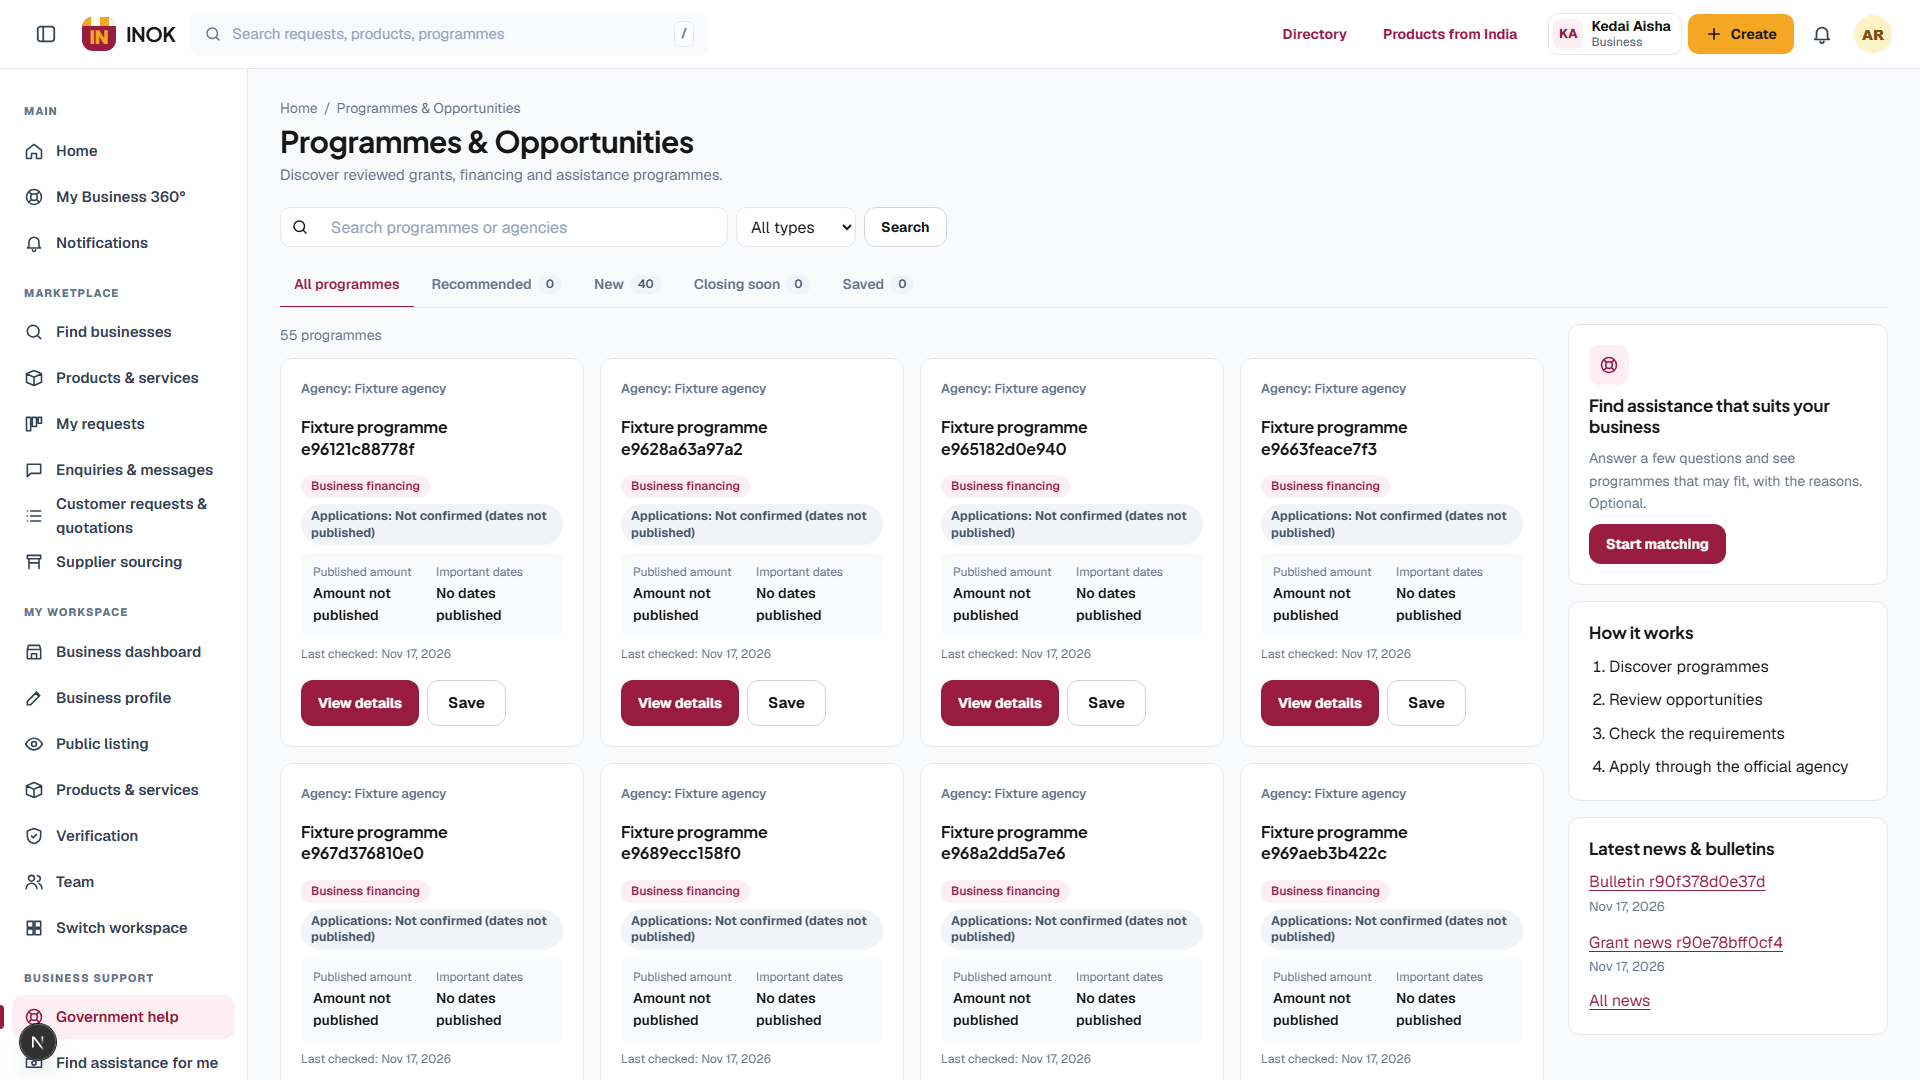 IN INOK
Search requests, products, programmes
/
Directory
Products from India
KA
Kedai Aisha
Business
Create
AR
MAIN
Home
My Business 360°
Notifications
MARKETPLACE
Find businesses
Products & services
My requests
Enquiries & messages
Customer requests &
quotations
Supplier sourcing
MY WORKSPACE
Business dashboard
Business profile
Public listing
Products & services
Verification
Team
Switch workspace
BUSINESS SUPPORT
Government help
N
Find assistance for me
Home / Programmes & Opportunities
Programmes & Opportunities
Discover reviewed grants, financing and assistance programmes.
Search programmes or agencies
All types
Search
All programmes
Recommended 0
New 40
Closing soon 0
Saved 0
55 programmes
Agency: Fixture agency
Fixture programme
e96121c88778f
Business financing
Applications: Not confirmed (dates not
published)
Published amount
Amount not
published
Important dates
No dates
published
Last checked: Nov 17, 2026
View details
Save
Agency: Fixture agency
Fixture programme
e9628a63a97a2
Business financing
Applications: Not confirmed (dates not
published)
Published amount
Amount not
published
Important dates
No dates
published
Last checked: Nov 17, 2026
View details
Save
Agency: Fixture agency
Fixture programme
e965182d0e940
Business financing
Applications: Not confirmed (dates not
published)
Published amount
Amount not
published
Important dates
No dates
published
Last checked: Nov 17, 2026
View details
Save
Agency: Fixture agency
Fixture programme
e9663feace7f3
Business financing
Applications: Not confirmed (dates not
published)
Published amount
Amount not
published
Important dates
No dates
published
Last checked: Nov 17, 2026
View details
Save
Agency: Fixture agency
Fixture programme
e967d376810e0
Business financing
Applications: Not confirmed (dates not
published)
Published amount
Amount not
published
Important dates
No dates
published
Last checked: Nov 17, 2026
Agency: Fixture agency
Fixture programme
e9689ecc158f0
Business financing
Applications: Not confirmed (dates not
published)
Published amount
Amount not
published
Important dates
No dates
published
Last checked: Nov 17, 2026
Agency: Fixture agency
Fixture programme
e968a2dd5a7e6
Business financing
Applications: Not confirmed (dates not
published)
Published amount
Amount not
published
Important dates
No dates
published
Last checked: Nov 17, 2026
Agency: Fixture agency
Fixture programme
e969aeb3b422c
Business financing
Applications: Not confirmed (dates not
published)
Published amount
Amount not
published
Important dates
No dates
published
Last checked: Nov 17, 2026
Find assistance that suits your
business
Answer a few questions and see
programmes that may fit, with the reasons.
Optional.
Start matching
How it works
1. Discover programmes
2. Review opportunities
3. Check the requirements
4. Apply through the official agency
Latest news & bulletins
Bulletin r90f378d0e37d
Nov 17, 2026
Grant news r90e78bff0cf4
Nov 17, 2026
All news